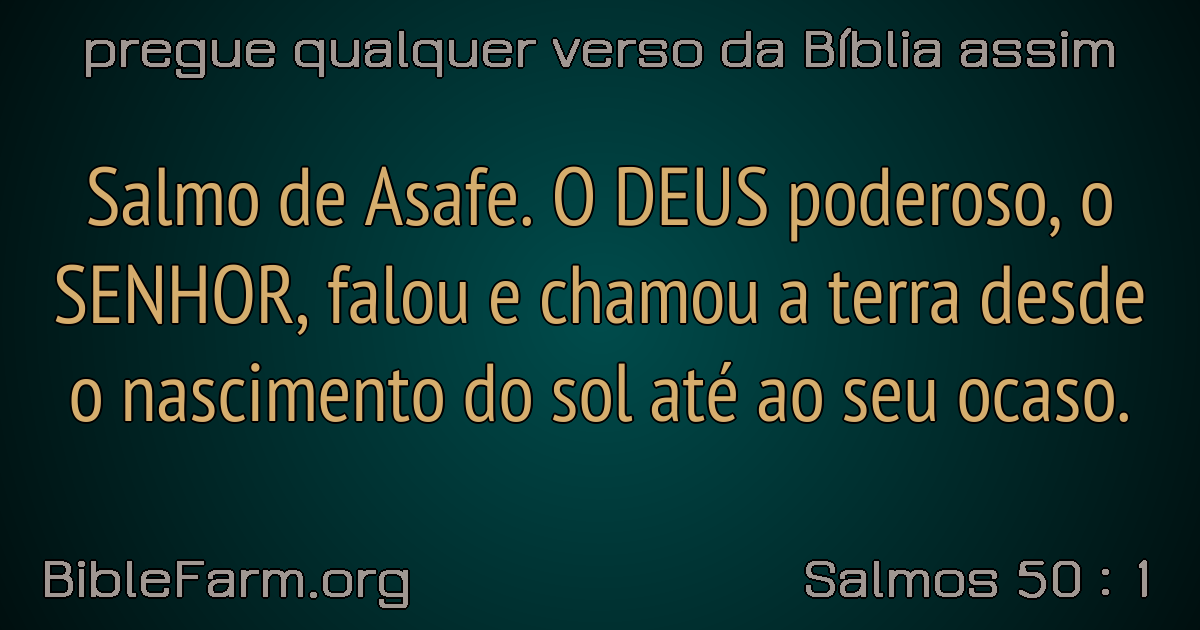 pregue qualquer verso da Bíblia assim
Salmo de Asafe. O DEUS poderoso, o
SENHOR, falou e chamou a terra desde
o nascimento do sol até ao seu ocaso.
BibleFarm.org
Salmos 50 : 1